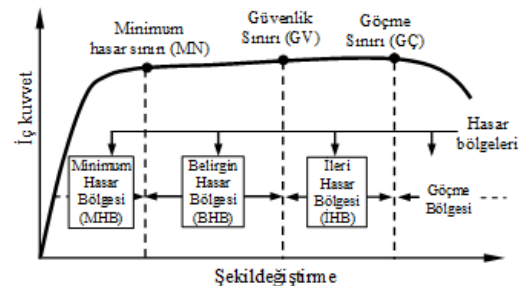 Minimum
hasar sınırı (MN)
Güvenlik
Sınırı (GV)
Göçme
Sınırı (GÇ)
İç kuvvet
Hasar
bölgeleri
Minimum
Hasar
Bölgesi
(MHB)
Belirgin
Hasar
Bölgesi
(BHB)
İleri
Hasar
Bölgesi
(İHB)
Göçme
Bölgesi
Şekildeğiştirme